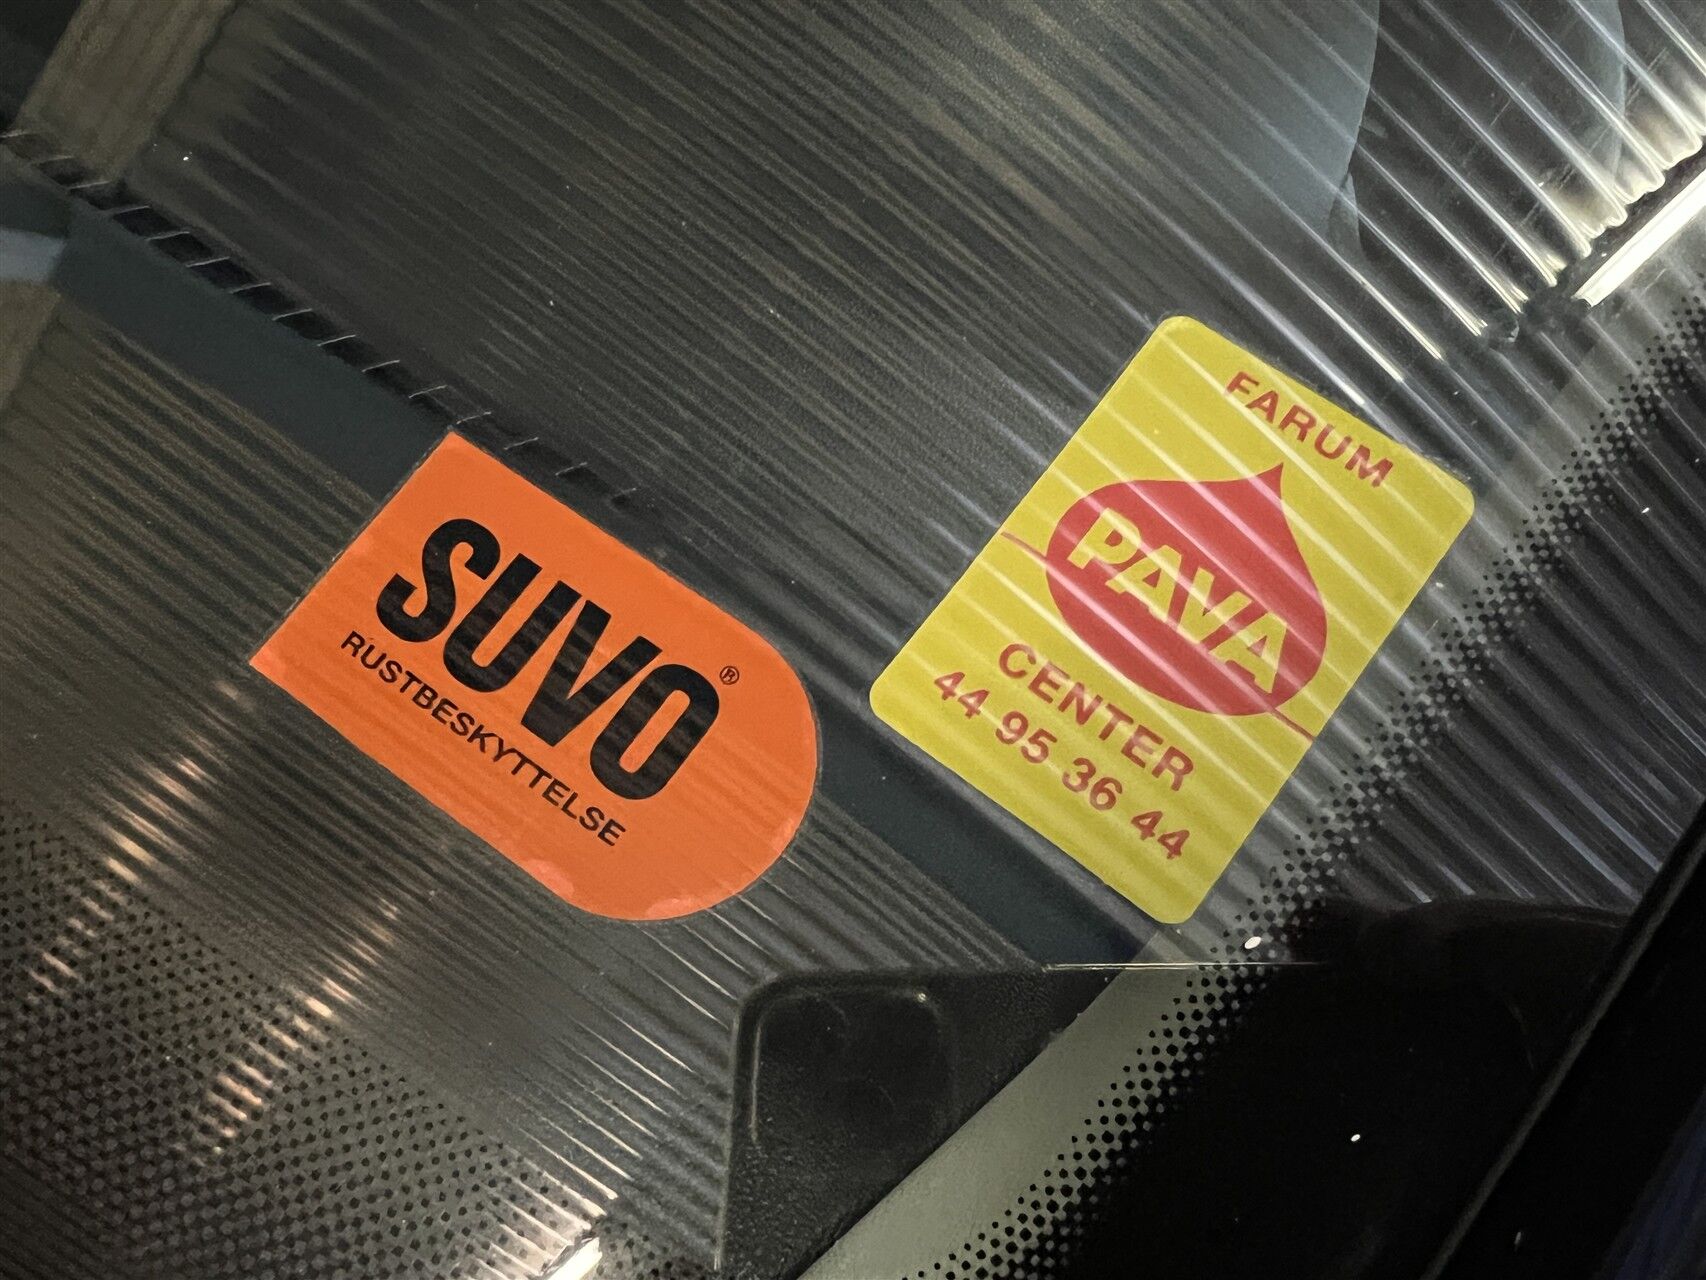 SUVO®
RUSTBESKYTTELSE
FARUM
PAVA
CENTER
44 95 36 44